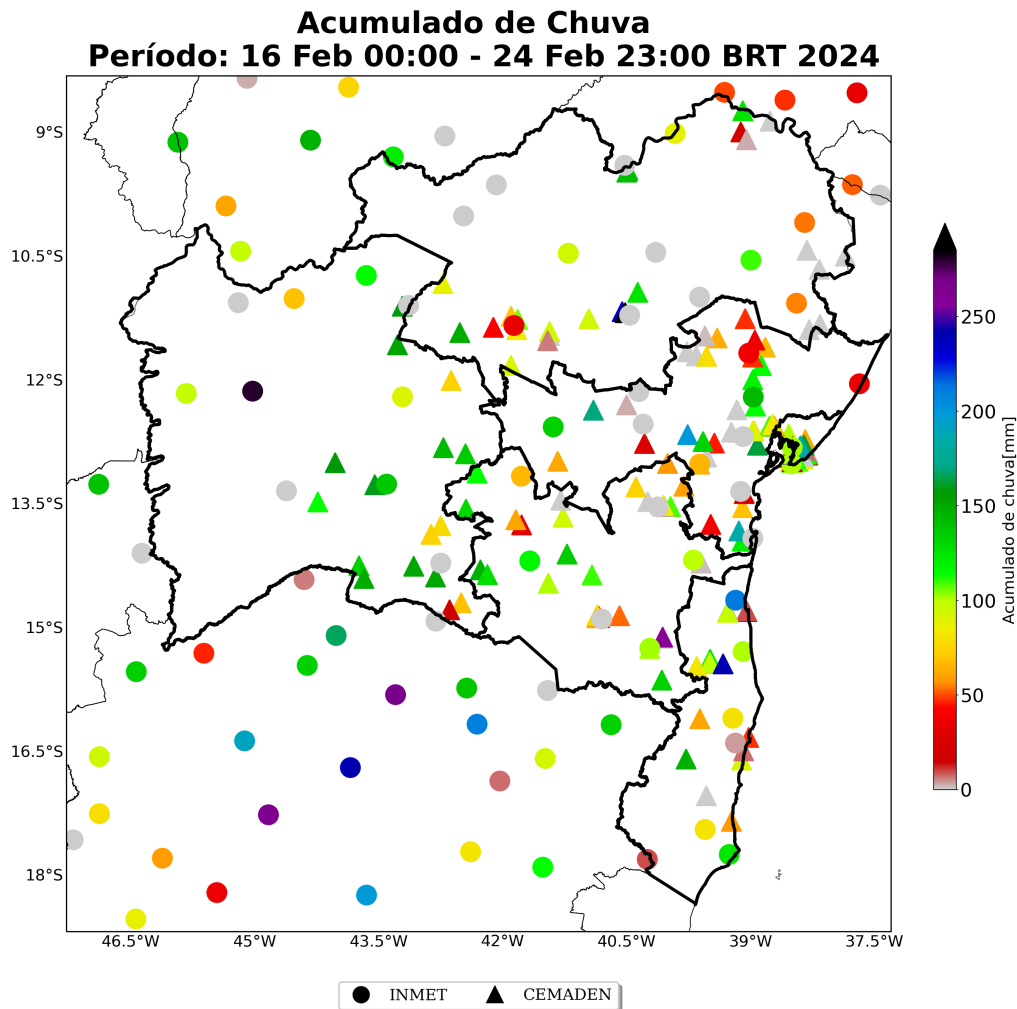 Acumulado de Chuva
Período: 16 Feb 00:00 - 24 Feb 23:00 BRT 2024
9°S
10.5°S
12°S
13.5°S
15°S
16.5°S
18°S
46.5°W 45°W 43.5°W 42°W 40.5°W 39°W 37.5°W
250
200
150
100
50
0
Acumulado de chuva[mm]
INMET CEMADEN